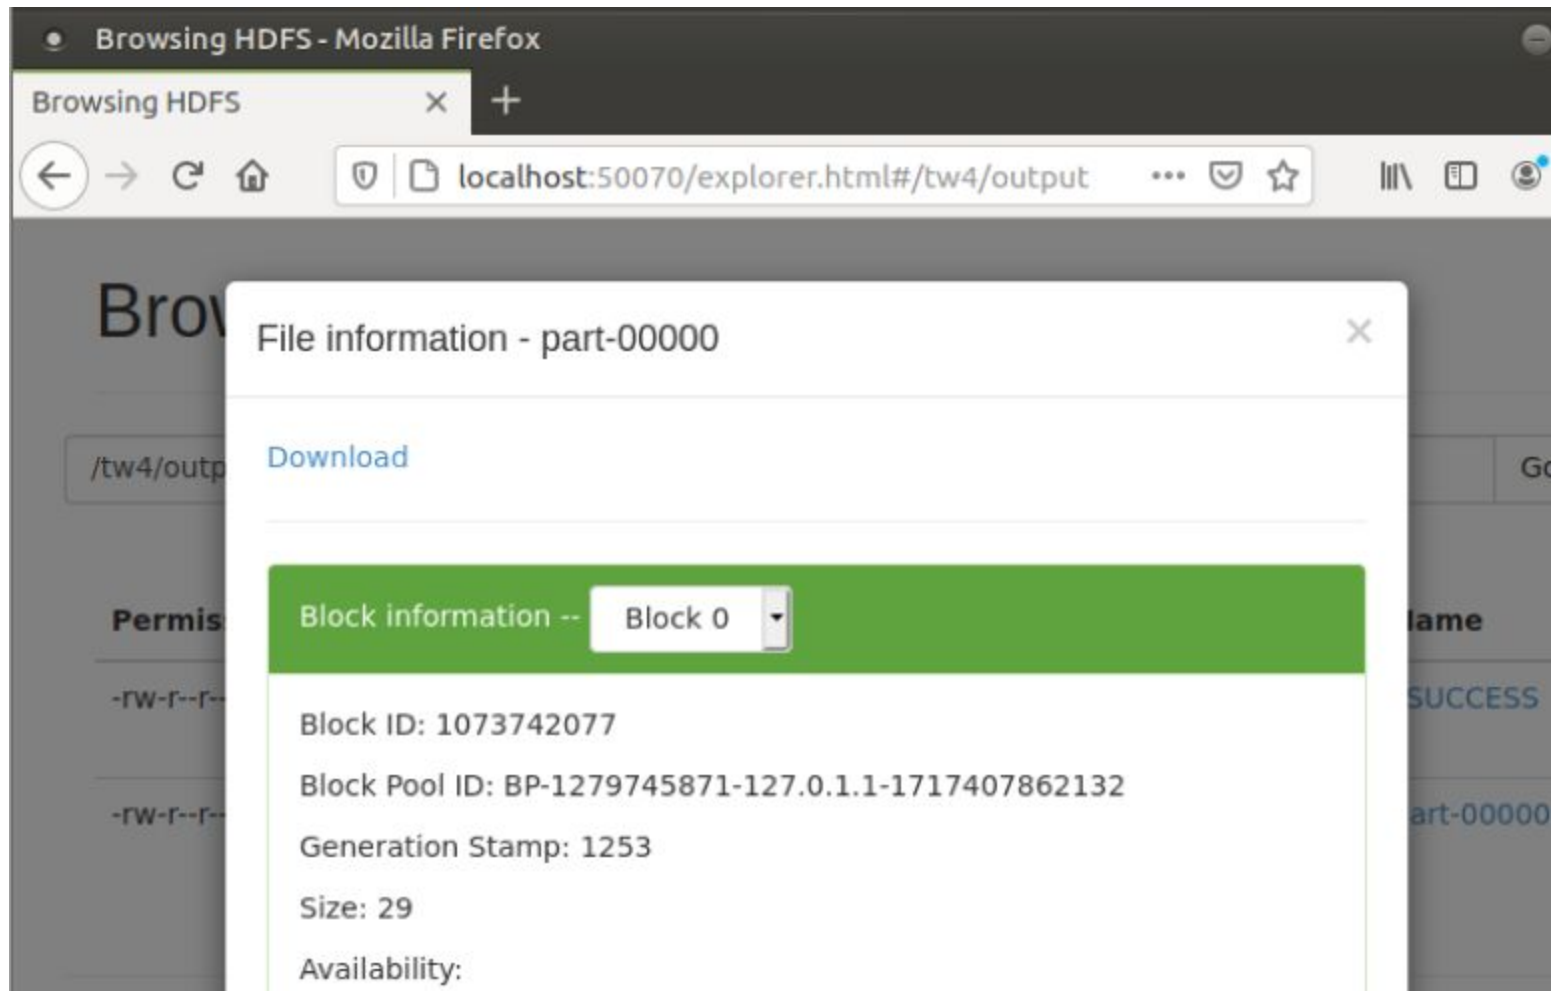 Browsing HDFS - Mozilla Firefox
Browsing HDFS
localhost:50070/explorer.html#/tw4/output
File information - part-00000
Download
/tw4/outp
Go
Block information -- Block 0
Permis
ame
-rw-r--r--
SUCCESS
Block ID: 1073742077
Block Pool ID: BP-1279745871-127.0.1.1-1717407862132
-rw-r--r--
art-00000
Generation Stamp: 1253
Size: 29
Availability: